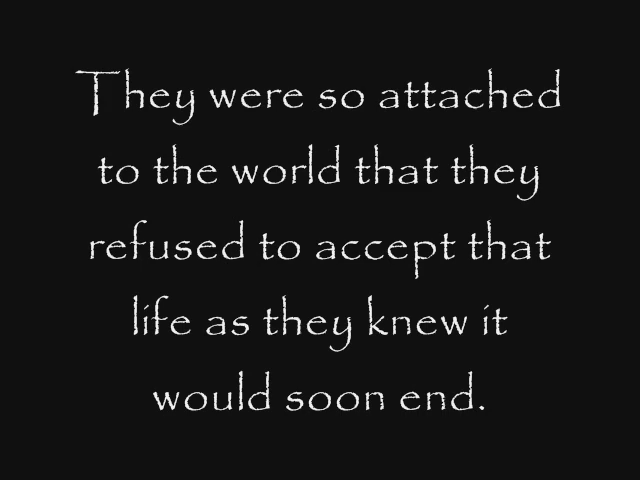 They were so attached
to the world that they
refused to accept that
life as they knew it
would soon end.